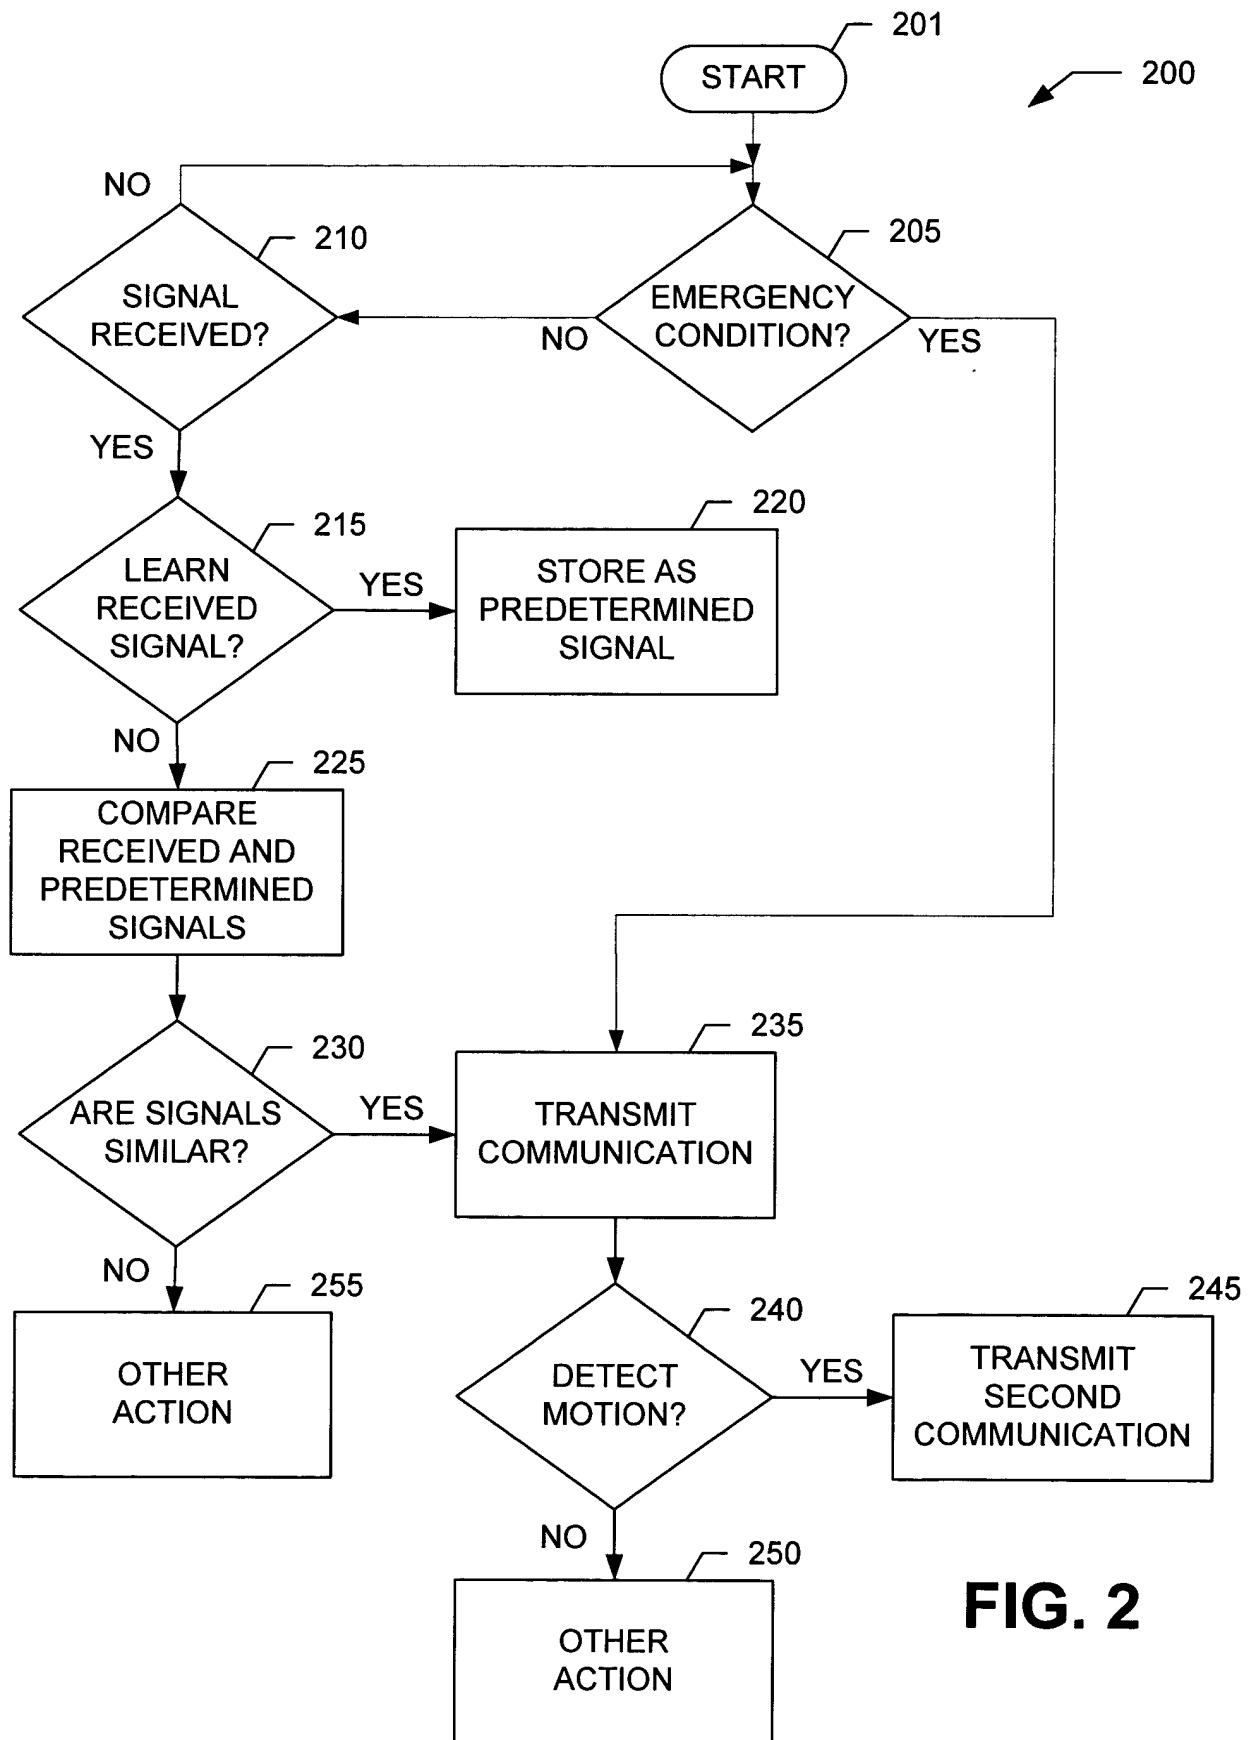 201
START
200
NO
210
205
SIGNAL
RECEIVED?
EMERGENCY
CONDITION?
NO
YES
YES
215
220
LEARN
RECEIVED
SIGNAL?
YES
STORE AS
PREDETERMINED
SIGNAL
NO
225
COMPARE
RECEIVED AND
PREDETERMINED
SIGNALS
230
235
ARE SIGNALS
SIMILAR?
YES
TRANSMIT
COMMUNICATION
NO
255
240
245
OTHER
ACTION
DETECT
MOTION?
YES
TRANSMIT
SECOND
COMMUNICATION
NO
250
OTHER
ACTION
FIG. 2